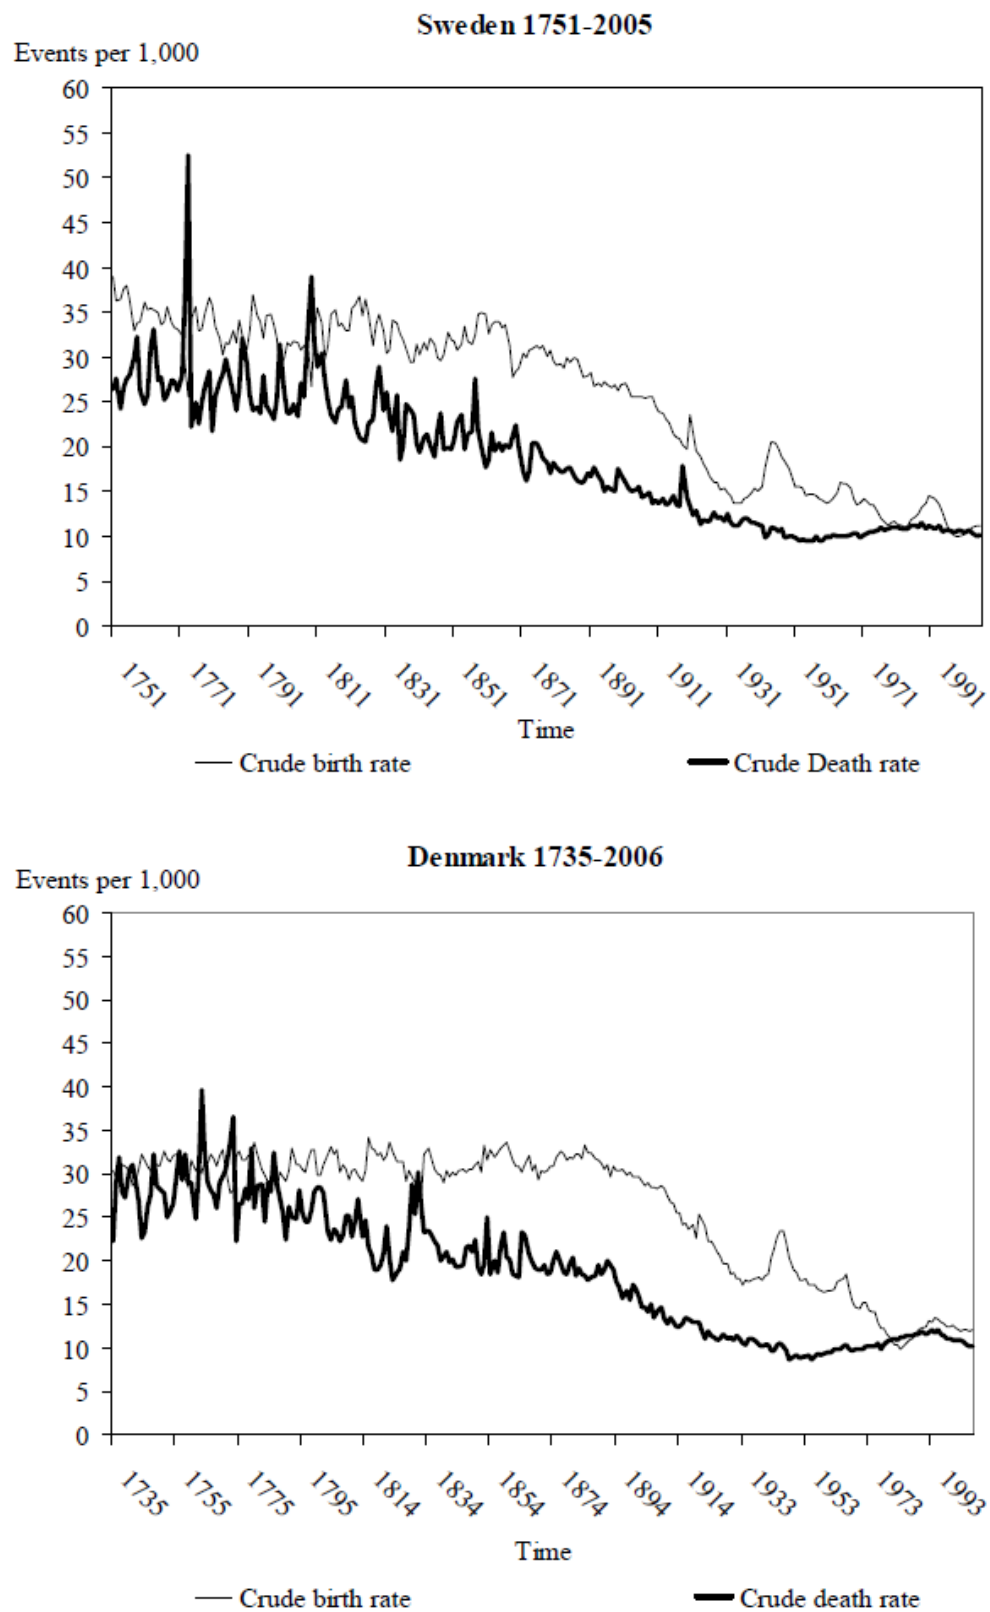 Sweden 1751-2005
Events per 1,000
60
55
50
45
40
35
30
25
20
15
10
5
0
1751 1771 1791 1811 1831 1851 1871 1891 1911 1931 1951 1971 1991
Time
Crude birth rate Crude Death rate
Denmark 1735-2006
Events per 1,000
60
55
50
45
40
35
30
25
20
15
10
5
0
1735 1755 1775 1795 1814 1834 1854 1874 1894 1914 1933 1953 1973 1993
Time
Crude birth rate Crude death rate